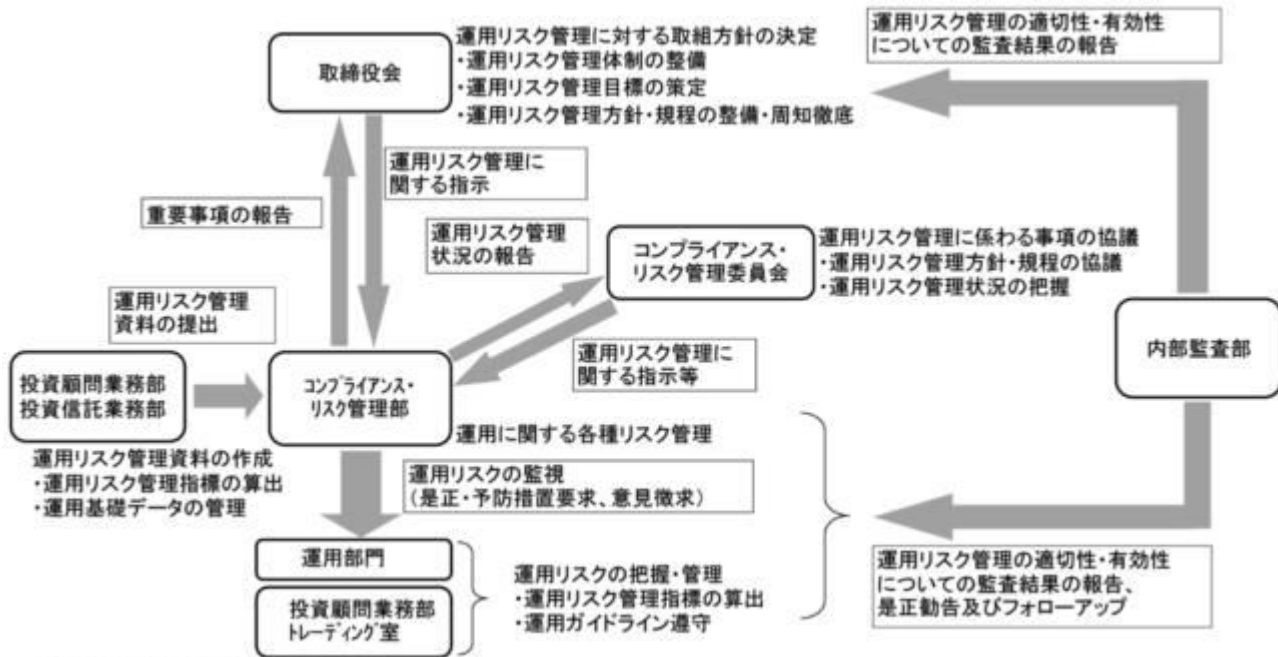 取締役会
運用リスク管理に対する取組方針の決定
・運用リスク管理体制の整備
・運用リスク管理目標の策定
・運用リスク管理方針・規程の整備・周知徹底
運用リスク管理の適切性・有効性
についての監査結果の報告
運用リスク管理に
関する指示
重要事項の報告
運用リスク管理
状況の報告
コンプライアンス・
リスク管理委員会
運用リスク管理に係わる事項の協議
・運用リスク管理方針・規程の協議
・運用リスク管理状況の把握
運用リスク管理
資料の提出
内部監査部
運用リスク管理に
関する指示等
投資顧問業務部
投資信託業務部
コンプライアンス・
リスク管理部
運用に関する各種リスク管理
運用リスク管理資料の作成
・運用リスク管理指標の算出
・運用基礎データの管理
運用リスクの監視
(是正・予防措置要求、意見徴求)
運用部門
投資顧問業務部
トレーディング室
運用リスクの把握・管理
・運用リスク管理指標の算出
・運用ガイドライン遵守
運用リスク管理の適切性・有効性
についての監査結果の報告、
是正勧告及びフォローアップ